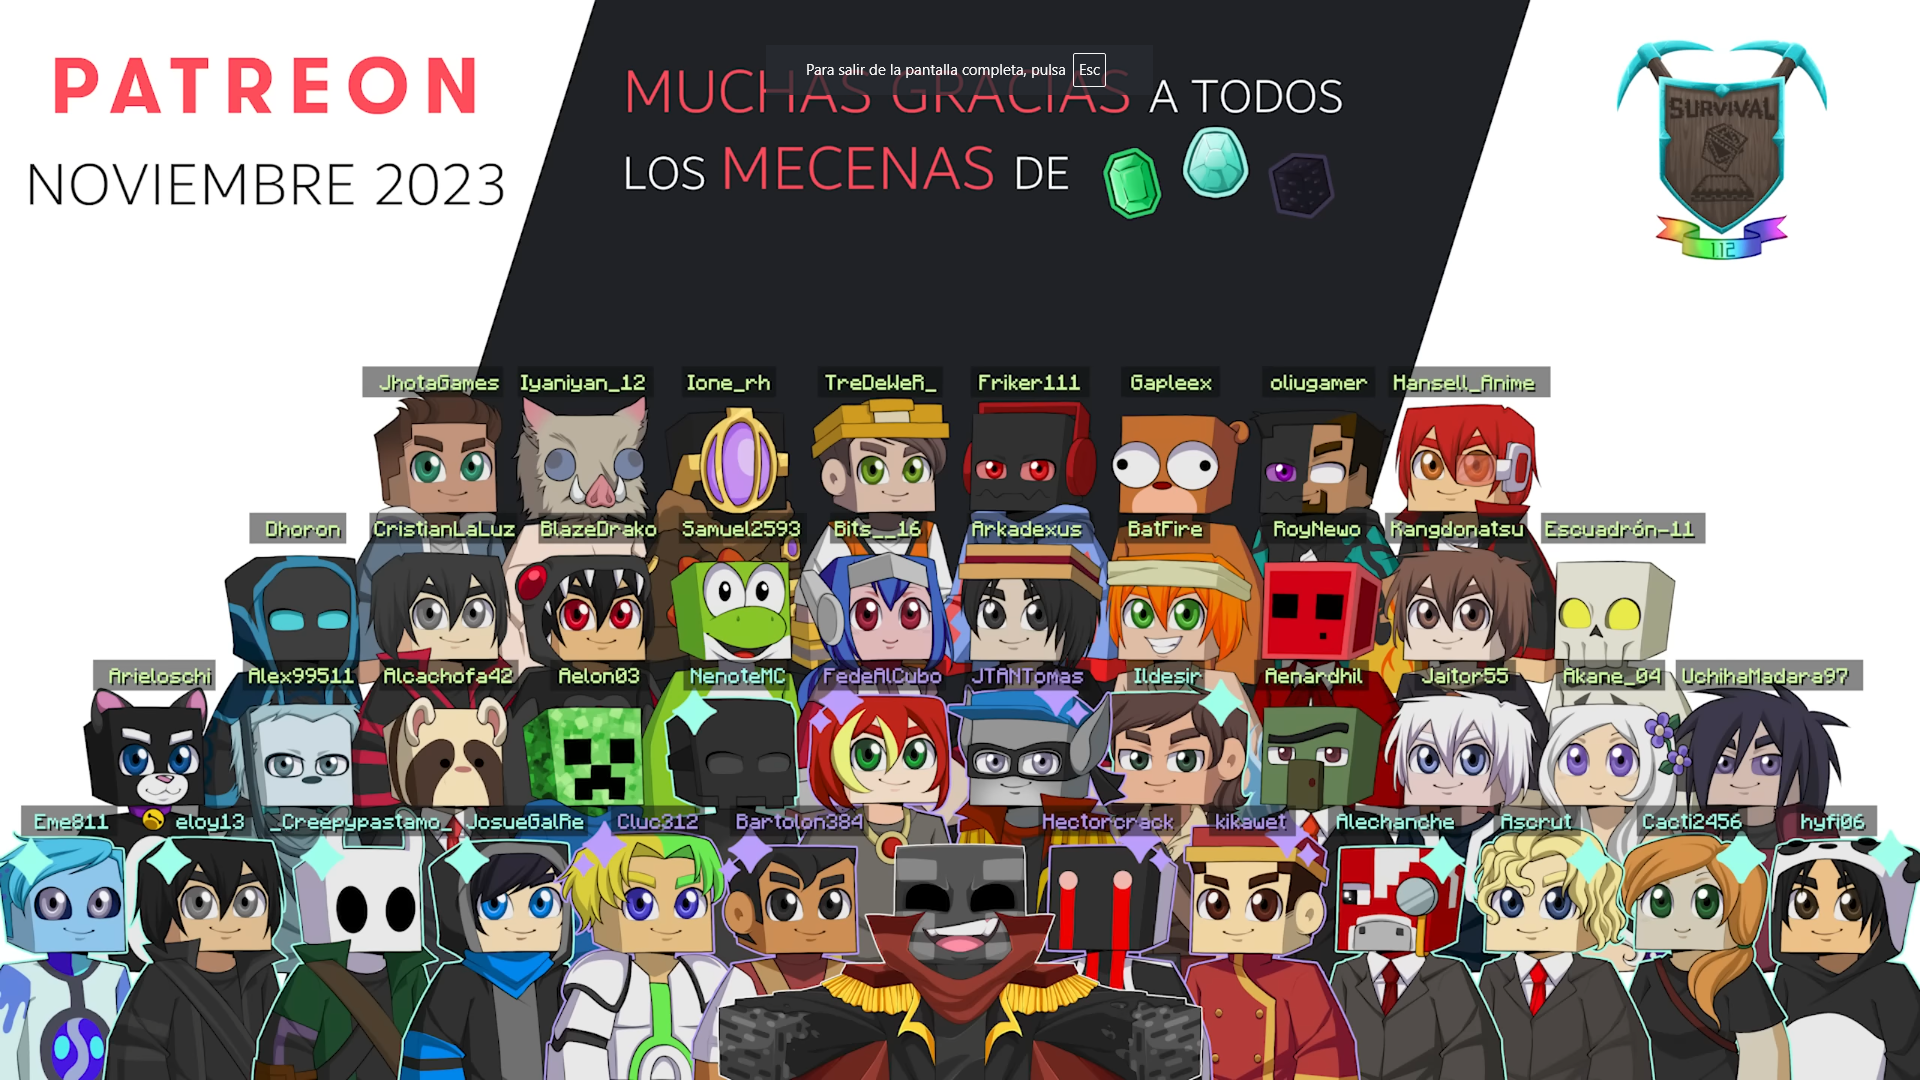 PATREON
NOVIEMBRE 2023
Para salir de la pantalla completa, pulsa Esc
MUCHAS GRACIAS A TODOS
LOS MECENAS DE
SURVIVAL
1.12
JhotaGames Iyaniyan_12 Ione_rh TreDeWeR_ Friker111 Gapleex oliugamer Hansell_Anime
Dhoron CristianLaLuz BlazeDrako Samuel2593 Bits__16 Arkadexus BatFire RoyNewo Kangdonatsu Escuadrón-11
Arieloschi Alex99511 Alcachofa42 Aelon03 NenoteMC FedeAlCubo JTANTomas Ildesir Aenardhil Jaitor55 Akane_04 UchihaMadara97
Eme811 eloy13 _Creepypastamo_ JosueGalRe Cluc312 Bartolon384 Hectorcrack kikawet Alechanche Ascrut Cacti2456 hyfi06